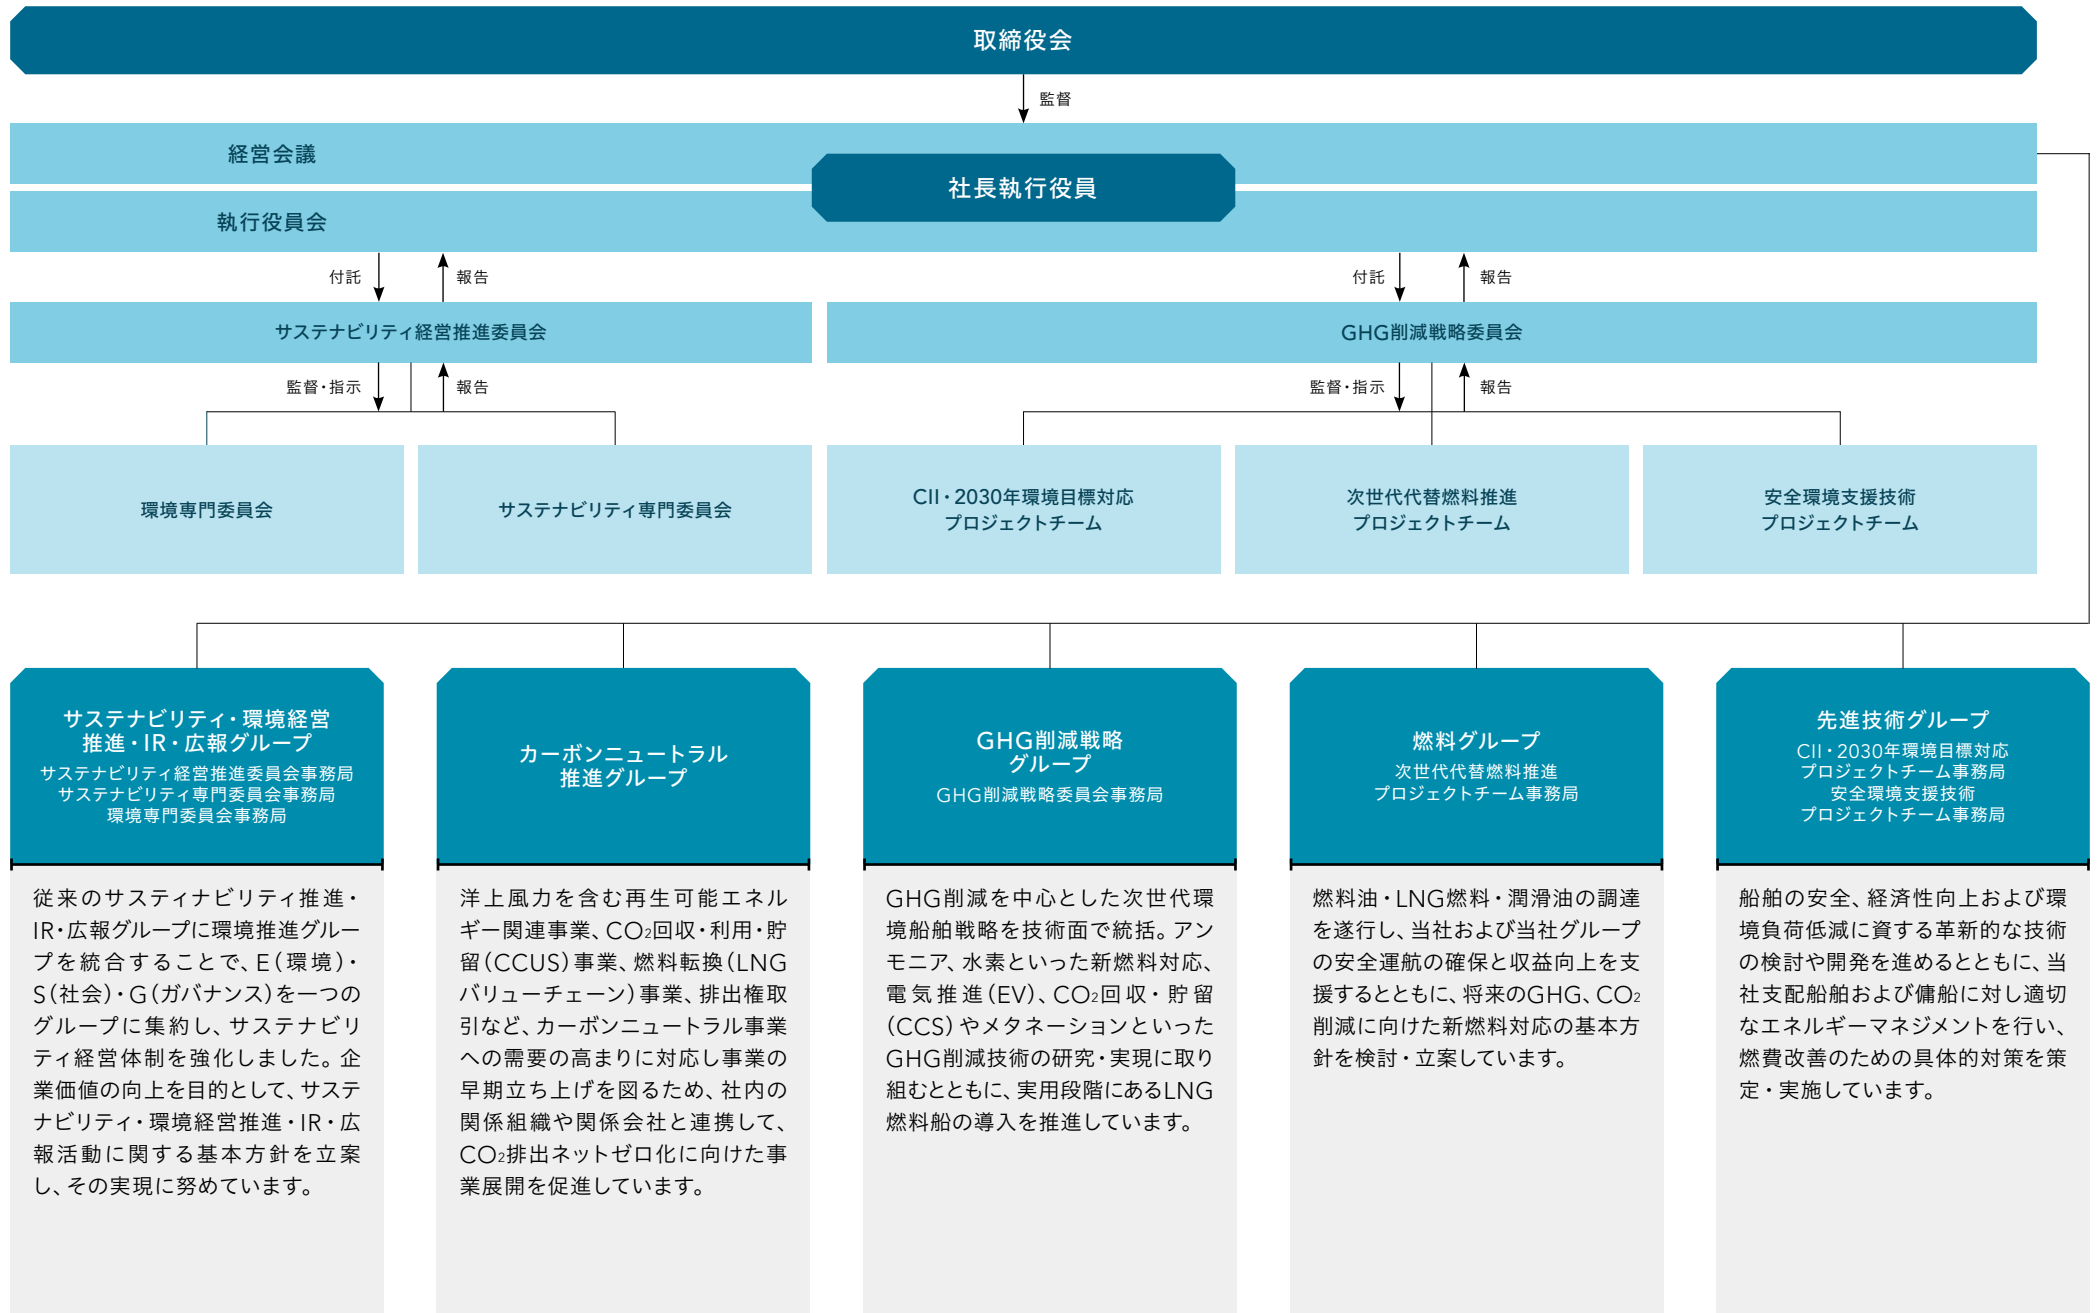 取締役会
監督
経営会議
社長執行役員
執行役員会
付託
報告
付託
報告
サステナビリティ経営推進委員会
GHG削減戦略委員会
監督・指示
報告
監督・指示
報告
環境専門委員会
サステナビリティ専門委員会
CII・2030年環境目標対応
プロジェクトチーム
次世代代替燃料推進
プロジェクトチーム
安全環境支援技術
プロジェクトチーム
サステナビリティ・環境経営
推進・IR・広報グループ
サステナビリティ経営推進委員会事務局
サステナビリティ専門委員会事務局
環境専門委員会事務局
従来のサスティナビリティ推進・
IR・広報グループに環境推進グルー
プを統合することで、E(環境)・
S(社会)・G(ガバナンス)を一つの
グループに集約し、サステナビリ
ティ経営体制を強化しました。企
業価値の向上を目的として、サステ
ナビリティ・環境経営推進・IR・広
報活動に関する基本方針を立案
し、その実現に努めています。
カーボンニュートラル
推進グループ
洋上風力を含む再生可能エネル
ギー関連事業、CO₂回収・利用・貯
留(CCUS)事業、燃料転換(LNG
バリューチェーン)事業、排出権取
引など、カーボンニュートラル事業
への需要の高まりに対応し事業の
早期立ち上げを図るため、社内の
関係組織や関係会社と連携して、
CO₂排出ネットゼロ化に向けた事
業展開を促進しています。
GHG削減戦略
グループ
GHG削減戦略委員会事務局
GHG削減を中心とした次世代環
境船舶戦略を技術面で統括。アン
モニア、水素といった新燃料対応、
電気推進(EV)、CO₂回収・貯留
(CCS)やメタネーションといった
GHG削減技術の研究・実現に取り
組むとともに、実用段階にあるLNG
燃料船の導入を推進しています。
燃料グループ
次世代代替燃料推進
プロジェクトチーム事務局
燃料油・LNG燃料・潤滑油の調達
を遂行し、当社および当社グループ
の安全運航の確保と収益向上を支
援するとともに、将来のGHG、CO₂
削減に向けた新燃料対応の基本方
針を検討・立案しています。
先進技術グループ
CII・2030年環境目標対応
プロジェクトチーム事務局
安全環境支援技術
プロジェクトチーム事務局
船舶の安全、経済性向上および環
境負荷低減に資する革新的な技術
の検討や開発を進めるとともに、当
社支配船舶および傭船に対し適切
なエネルギーマネジメントを行い、
燃費改善のための具体的対策を策
定・実施しています。